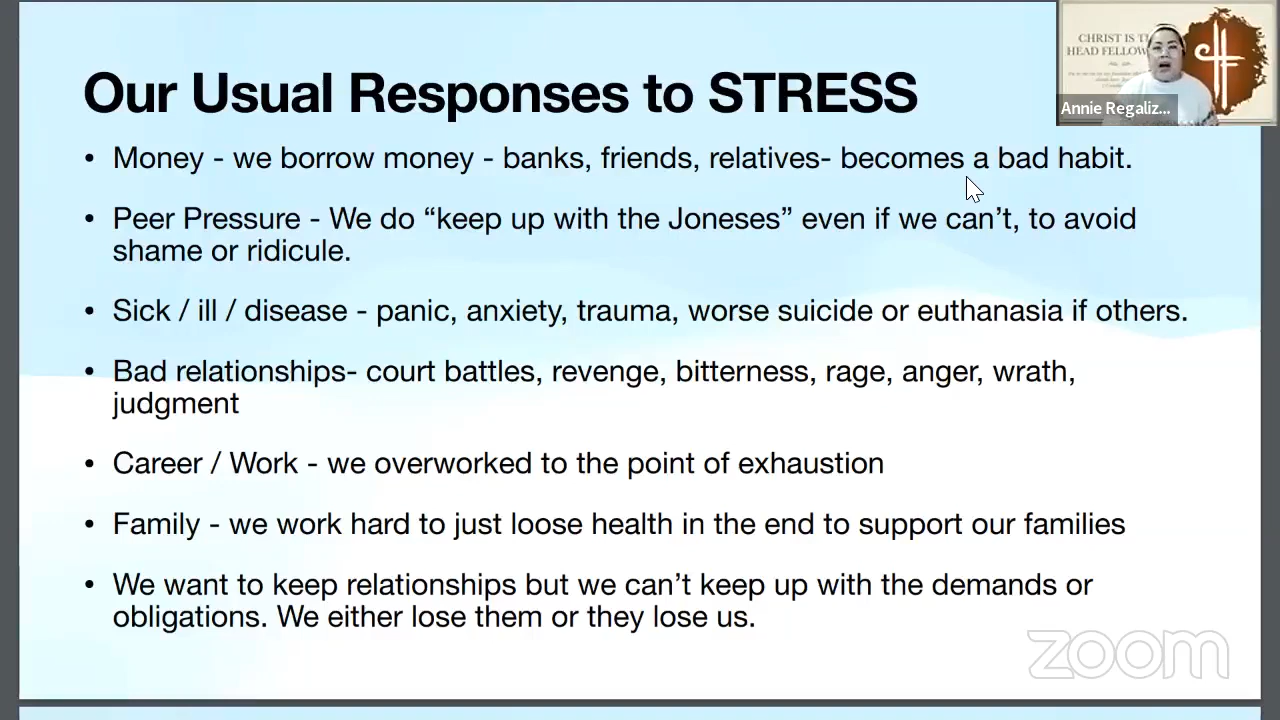 Our Usual Responses to STRESS
• Money - we borrow money - banks, friends, relatives- becomes a bad habit.
• Peer Pressure - We do “keep up with the Joneses” even if we can’t, to avoid
shame or ridicule.
• Sick / ill / disease - panic, anxiety, trauma, worse suicide or euthanasia if others.
• Bad relationships- court battles, revenge, bitterness, rage, anger, wrath,
judgment
• Career / Work - we overworked to the point of exhaustion
• Family - we work hard to just loose health in the end to support our families
• We want to keep relationships but we can’t keep up with the demands or
obligations. We either lose them or they lose us.
CHRIST IS
HEAD
Annie Regaliz...
zoom